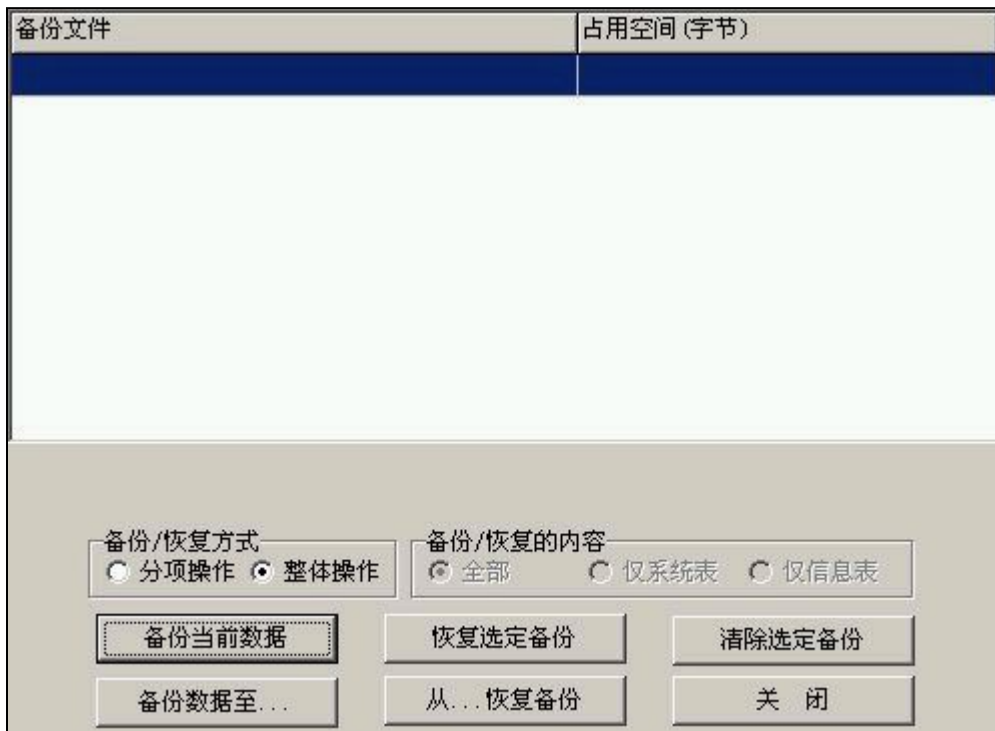 备份文件 占用空间(字节)
备份/恢复方式 备份/恢复的内容
分项操作 整体操作 全部 仅系统表 仅信息表
备份当前数据 恢复选定备份 清除选定备份
备份数据至... 从...恢复备份 关 闭